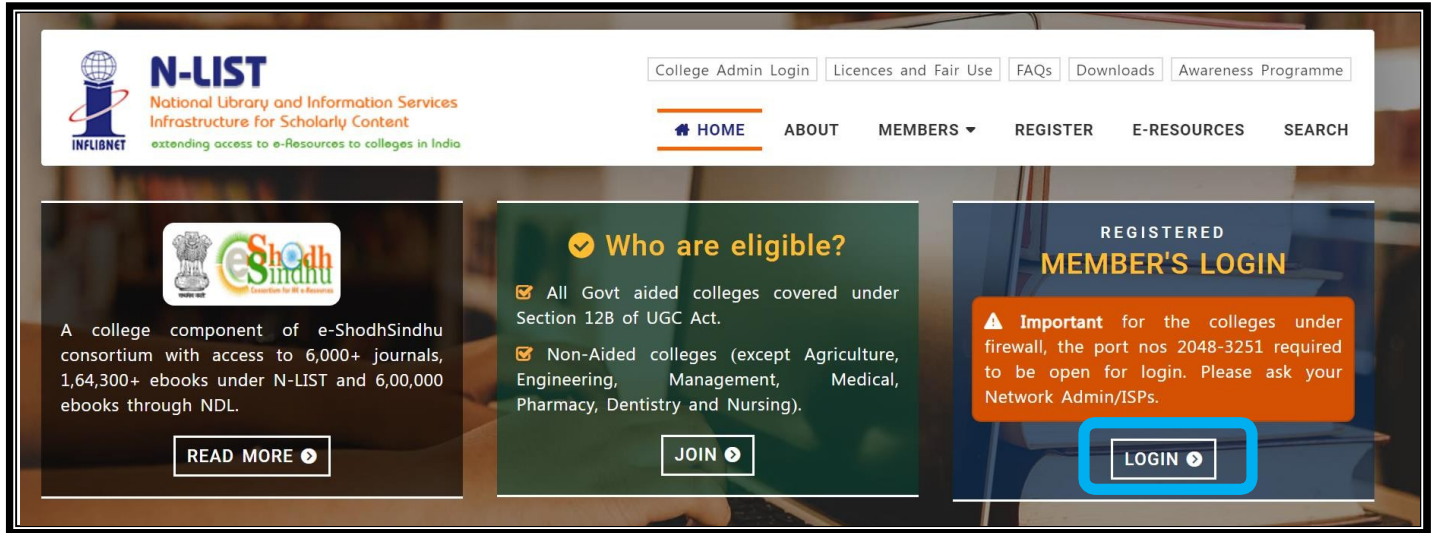 INFLIBNET
N-LIST
National Library and Information Services
Infrastructure for Scholarly Content
extending access to e-Resources to colleges in India
College Admin Login
Licences and Fair Use
FAQs
Downloads
Awareness Programme
HOME
ABOUT
MEMBERS
REGISTER
E-RESOURCES
SEARCH
e Shodh
Sindhu
Consortium for HE e-Resources
A college component of e-ShodhSindhu
consortium with access to 6,000+ journals,
1,64,300+ ebooks under N-LIST and 6,00,000
ebooks through NDL.
READ MORE
Who are eligible?
All Govt aided colleges covered under
Section 12B of UGC Act.
Non-Aided colleges (except Agriculture,
Engineering, Management, Medical,
Pharmacy, Dentistry and Nursing).
JOIN
REGISTERED
MEMBER'S LOGIN
Important for the colleges under
firewall, the port nos 2048-3251 required
to be open for login. Please ask your
Network Admin/ISPs.
LOGIN